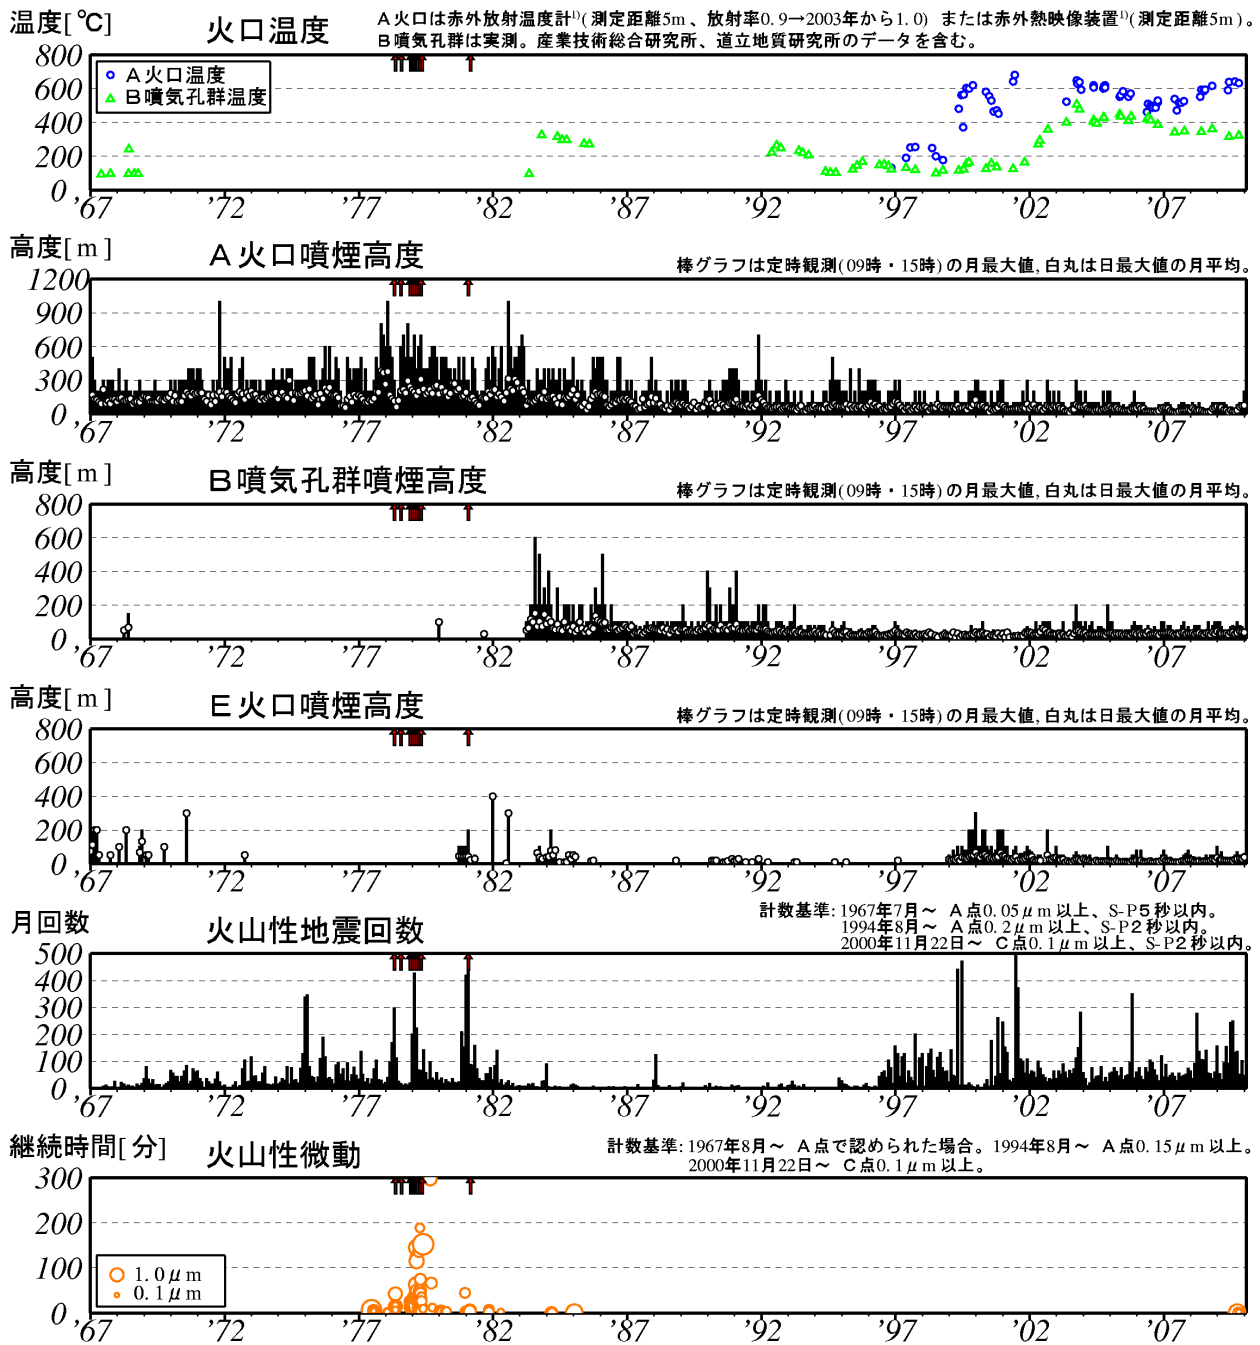 温度[℃]
火口温度
A火口は赤外放射温度計¹⁾(測定距離5m、放射率0.9→2003年から1.0) または赤外熱映像装置¹⁾(測定距離5m)。
B噴気孔群は実測。産業技術総合研究所、道立地質研究所のデータを含む。
800
600
400
200
0
A火口温度
B噴気孔群温度
'67 '72 '77 '82 '87 '92 '97 '02 '07
高度[m]
A火口噴煙高度
棒グラフは定時観測(09時・15時)の月最大値,白丸は日最大値の月平均。
1200
900
600
300
0
'67 '72 '77 '82 '87 '92 '97 '02 '07
高度[m]
B噴気孔群噴煙高度
棒グラフは定時観測(09時・15時)の月最大値,白丸は日最大値の月平均。
800
600
400
200
0
'67 '72 '77 '82 '87 '92 '97 '02 '07
高度[m]
E火口噴煙高度
棒グラフは定時観測(09時・15時)の月最大値,白丸は日最大値の月平均。
800
600
400
200
0
'67 '72 '77 '82 '87 '92 '97 '02 '07
月回数
火山性地震回数
計数基準:1967年7月～ A点0.05μm以上、S-P5秒以内。
1994年8月～ A点0.2μm以上、S-P2秒以内。
2000年11月22日～ C点0.1μm以上、S-P2秒以内。
500
400
300
200
100
0
'67 '72 '77 '82 '87 '92 '97 '02 '07
継続時間[分]
火山性微動
計数基準:1967年8月～ A点で認められた場合。1994年8月～ A点0.15μm以上。
2000年11月22日～ C点0.1μm以上。
300
200
100
0
1.0μm
0.1μm
'67 '72 '77 '82 '87 '92 '97 '02 '07